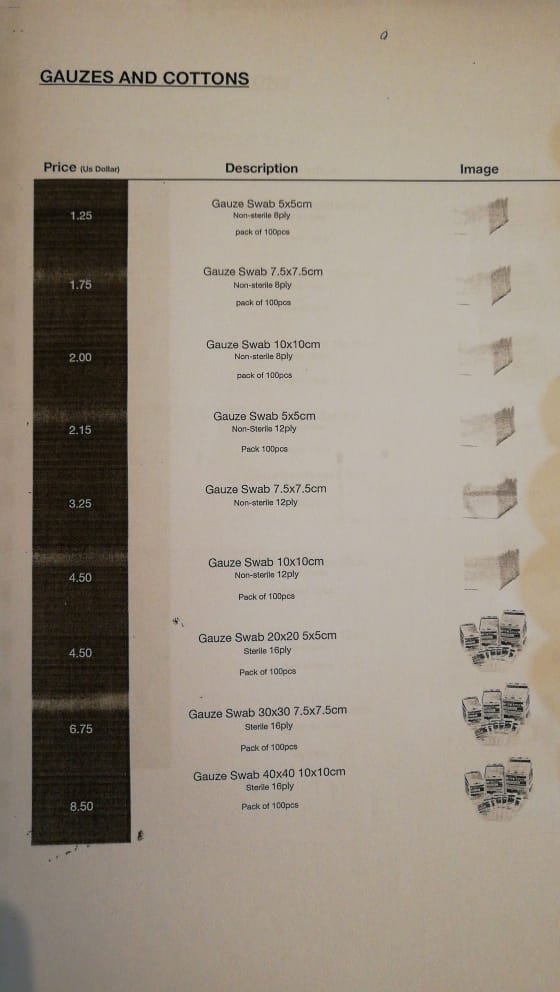 GAUZES AND COTTONS
Price (Us Dollar) Description Image
1.25
Gauze Swab 5x5cm
Non-sterile 8ply
pack of 100pcs
1.75
Gauze Swab 7.5x7.5cm
Non-sterile 8ply
pack of 100pcs
2.00
Gauze Swab 10x10cm
Non-sterile 8ply
pack of 100pcs
2.15
Gauze Swab 5x5cm
Non-Sterile 12ply
Pack 100pcs
3.25
Gauze Swab 7.5x7.5cm
Non-sterile 12ply
4.50
Gauze Swab 10x10cm
Non-sterile 12ply
Pack of 100pcs
4.50
Gauze Swab 20x20 5x5cm
Sterile 16ply
Pack of 100pcs
6.75
Gauze Swab 30x30 7.5x7.5cm
Sterile 16ply
Pack of 100pcs
8.50
Gauze Swab 40x40 10x10cm
Sterile 16ply
Pack of 100pcs